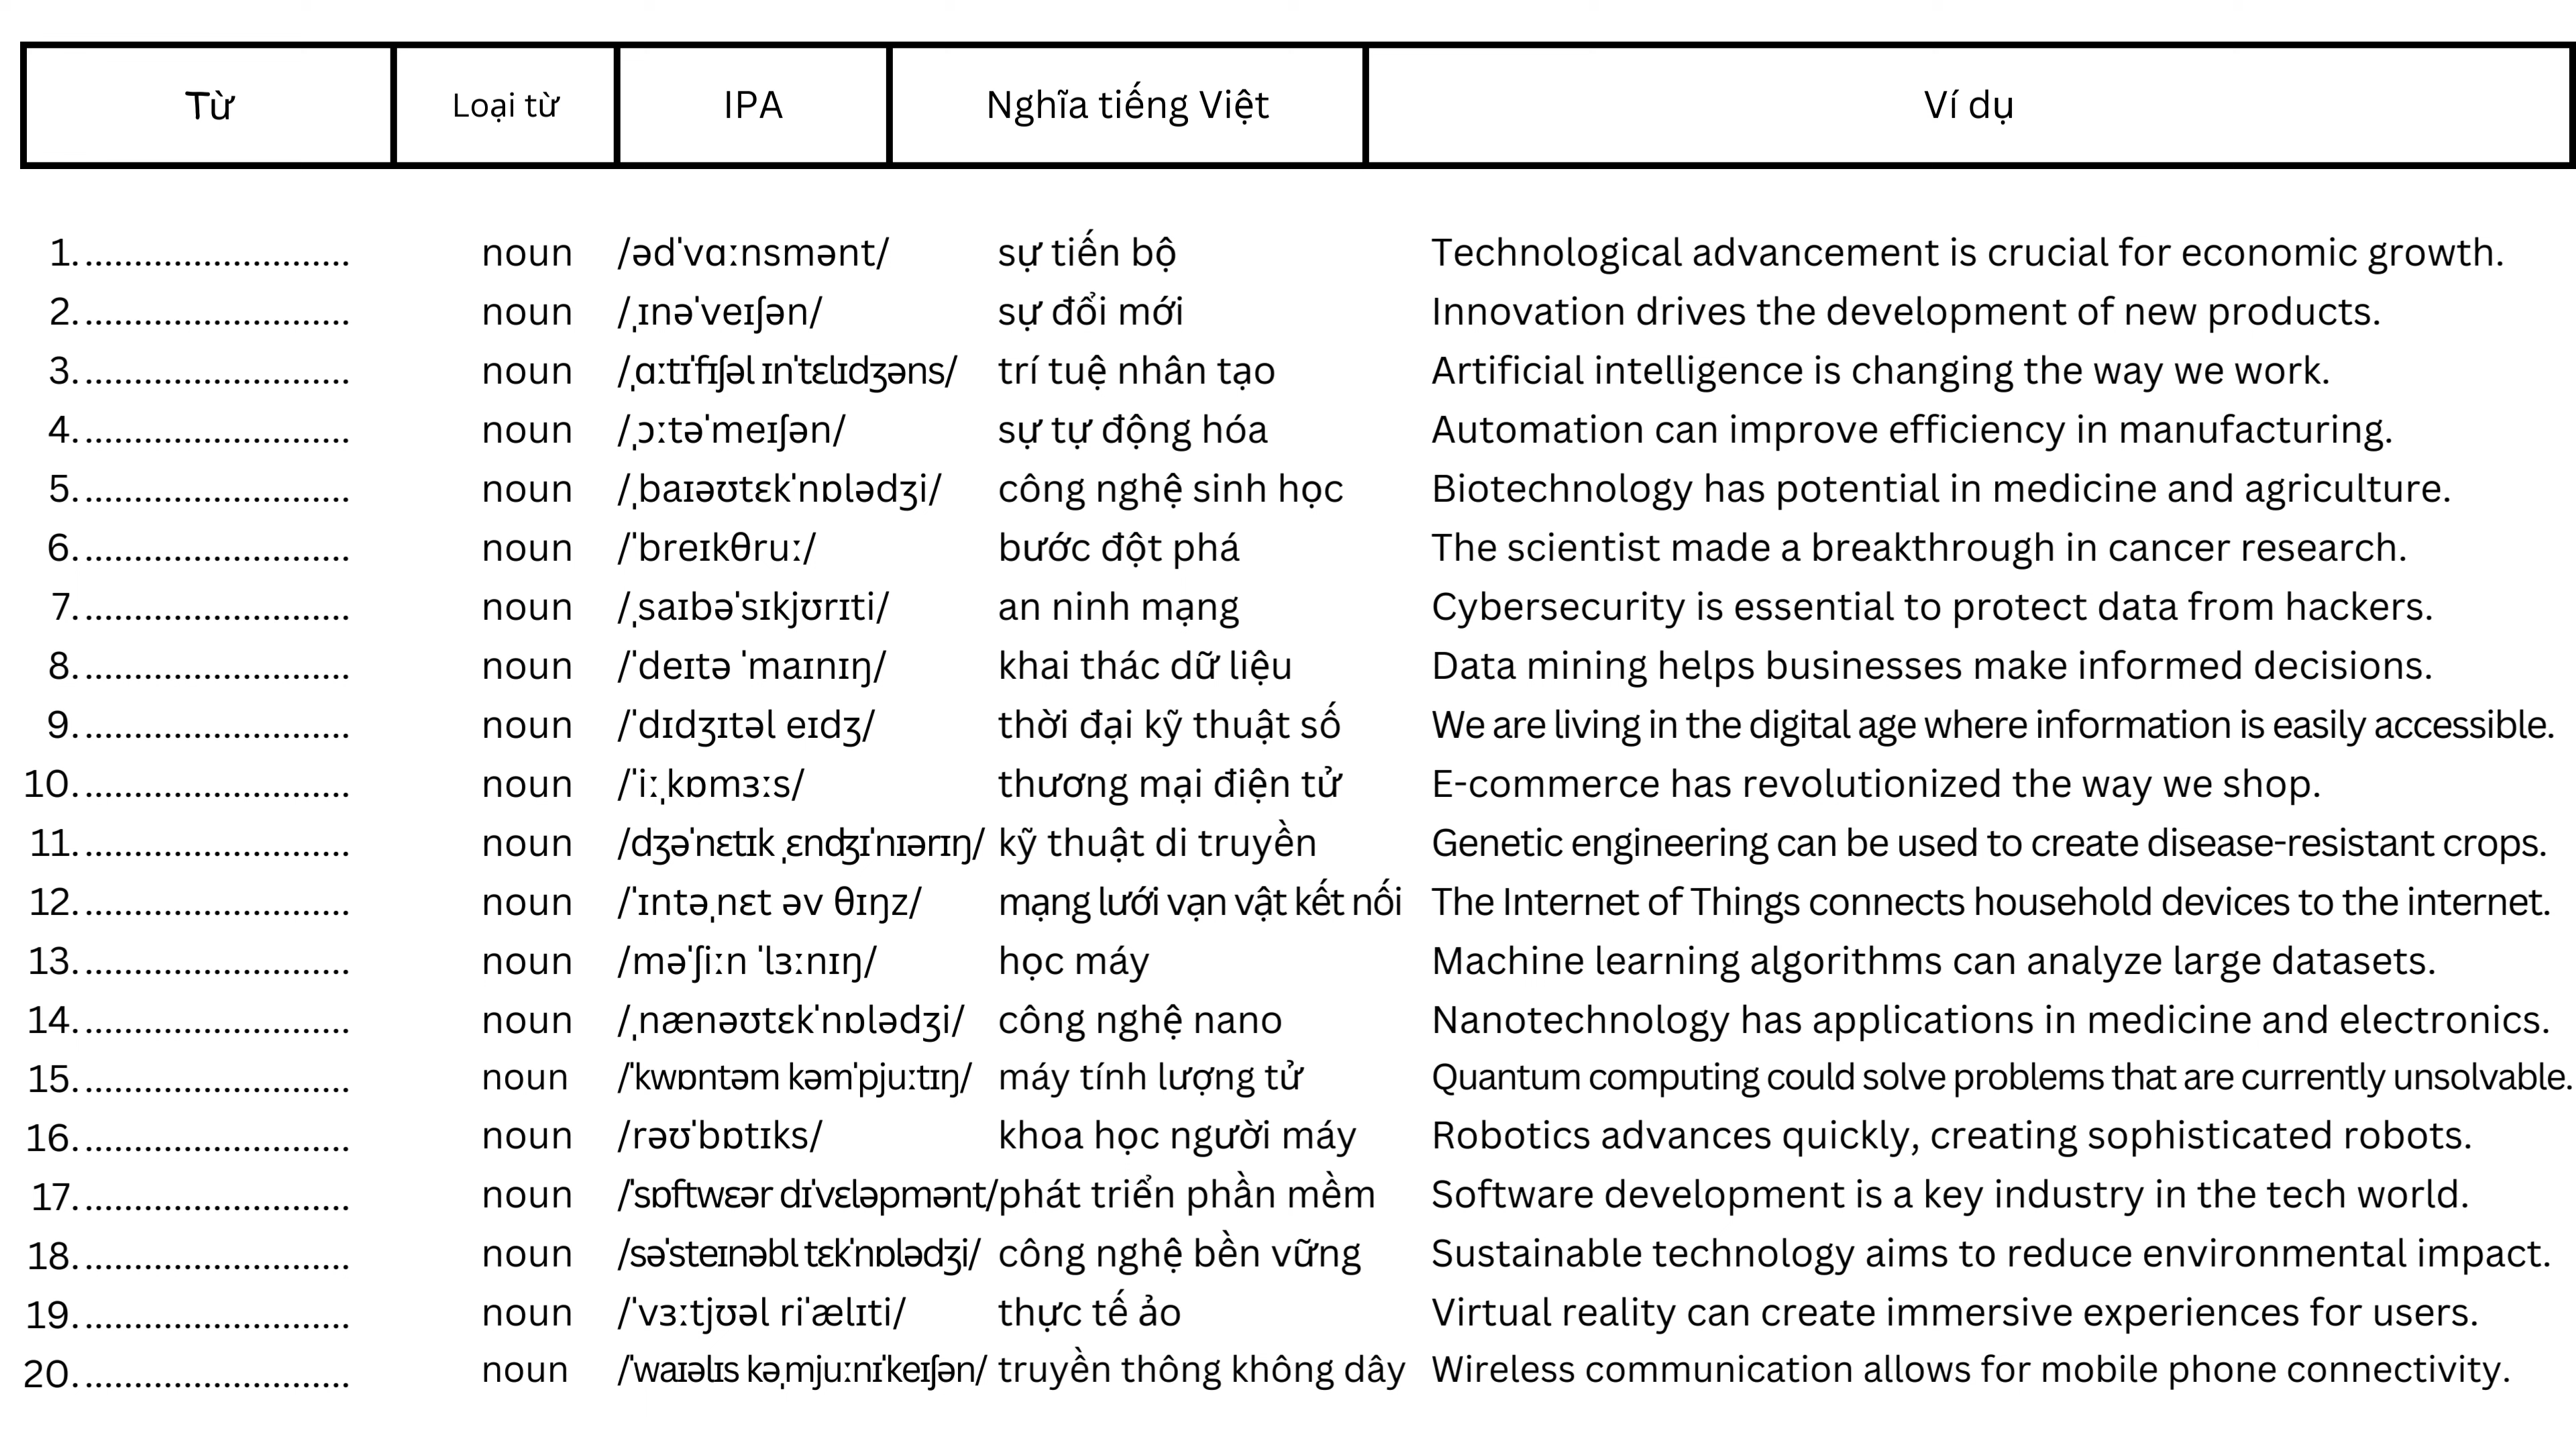 Từ Loại từ IPA Nghĩa tiếng Việt Ví dụ
1........................... noun /ədˈvɑːnsmənt/ sự tiến bộ Technological advancement is crucial for economic growth.
2........................... noun /ˌɪnəˈveɪʃən/ sự đổi mới Innovation drives the development of new products.
3........................... noun /ˌɑːtɪˈfɪʃəl ɪnˈtɛlɪdʒəns/ trí tuệ nhân tạo Artificial intelligence is changing the way we work.
4........................... noun /ˌɔːtəˈmeɪʃən/ sự tự động hóa Automation can improve efficiency in manufacturing.
5........................... noun /ˌbaɪəʊtɛkˈnɒlədʒi/ công nghệ sinh học Biotechnology has potential in medicine and agriculture.
6........................... noun /ˈbreɪkθruː/ bước đột phá The scientist made a breakthrough in cancer research.
7........................... noun /ˌsaɪbəˈsɪkjʊrɪti/ an ninh mạng Cybersecurity is essential to protect data from hackers.
8........................... noun /ˈdeɪtə ˈmaɪnɪŋ/ khai thác dữ liệu Data mining helps businesses make informed decisions.
9........................... noun /ˈdɪdʒɪtəl eɪdʒ/ thời đại kỹ thuật số We are living in the digital age where information is easily accessible.
10........................... noun /ˈiːˌkɒmɜːs/ thương mại điện tử E-commerce has revolutionized the way we shop.
11........................... noun /dʒəˈnɛtɪk ˌɛnʤɪˈnɪərɪŋ/ kỹ thuật di truyền Genetic engineering can be used to create disease-resistant crops.
12........................... noun /ˈɪntəˌnɛt əv θɪŋz/ mạng lưới vạn vật kết nối The Internet of Things connects household devices to the internet.
13........................... noun /məˈʃiːn ˈlɜːnɪŋ/ học máy Machine learning algorithms can analyze large datasets.
14........................... noun /ˌnænəʊtɛkˈnɒlədʒi/ công nghệ nano Nanotechnology has applications in medicine and electronics.
15........................... noun /ˈkwɒntəm kəmˈpjuːtɪŋ/ máy tính lượng tử Quantum computing could solve problems that are currently unsolvable.
16........................... noun /rəʊˈbɒtɪks/ khoa học người máy Robotics advances quickly, creating sophisticated robots.
17........................... noun /ˈsɒftwɛər dɪˈvɛləpmənt/ phát triển phần mềm Software development is a key industry in the tech world.
18........................... noun /səˈsteɪnəbl tɛkˈnɒlədʒi/ công nghệ bền vững Sustainable technology aims to reduce environmental impact.
19........................... noun /ˈvɜːtjʊəl riˈælɪti/ thực tế ảo Virtual reality can create immersive experiences for users.
20........................... noun /ˈwaɪəlɪs kəˌmjuːnɪˈkeɪʃən/ truyền thông không dây Wireless communication allows for mobile phone connectivity.